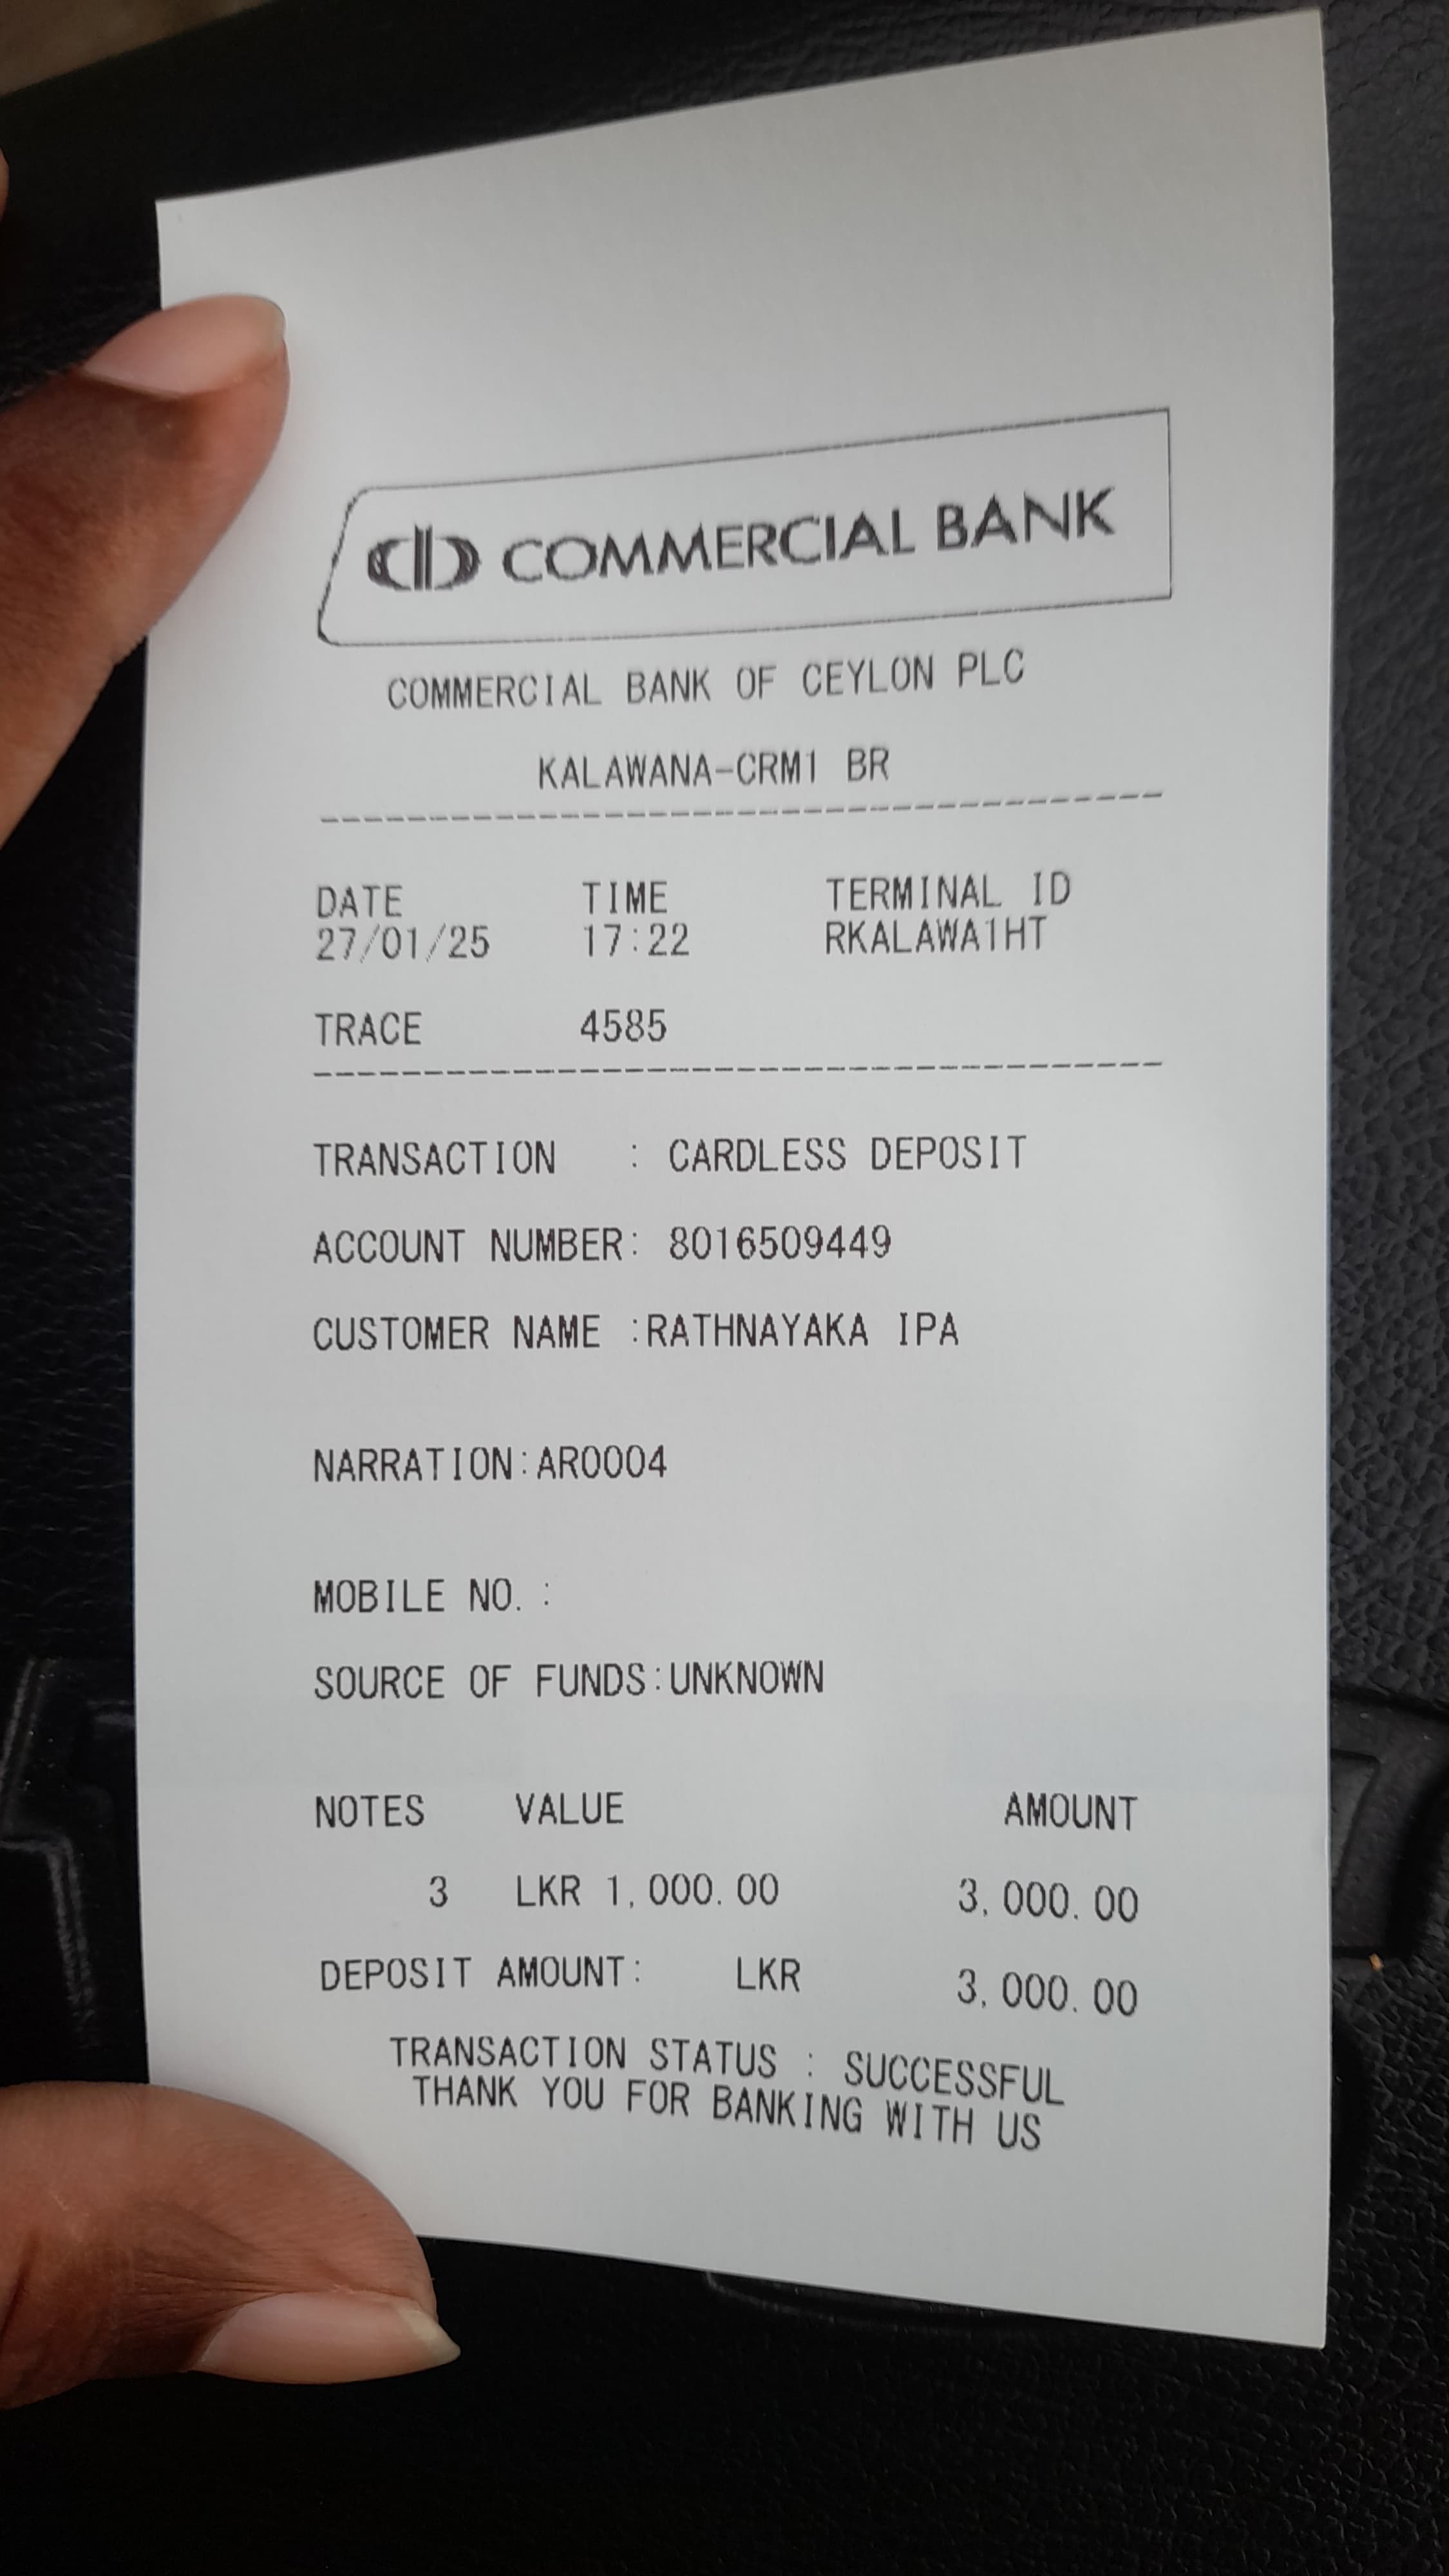 COMMERCIAL BANK
COMMERCIAL BANK OF CEYLON PLC
KALAWANA-CRM1 BR
--------------------------------------
DATE TIME TERMINAL ID
27/01/25 17:22 RKALAWA1HT
TRACE 4585
--------------------------------------
TRANSACTION : CARDLESS DEPOSIT
ACCOUNT NUMBER: 8016509449
CUSTOMER NAME :RATHNAYAKA IPA
NARRATION:AR0004
MOBILE NO. :
SOURCE OF FUNDS:UNKNOWN
NOTES VALUE AMOUNT
3 LKR 1,000.00 3,000.00
DEPOSIT AMOUNT: LKR 3,000.00
TRANSACTION STATUS : SUCCESSFUL
THANK YOU FOR BANKING WITH US